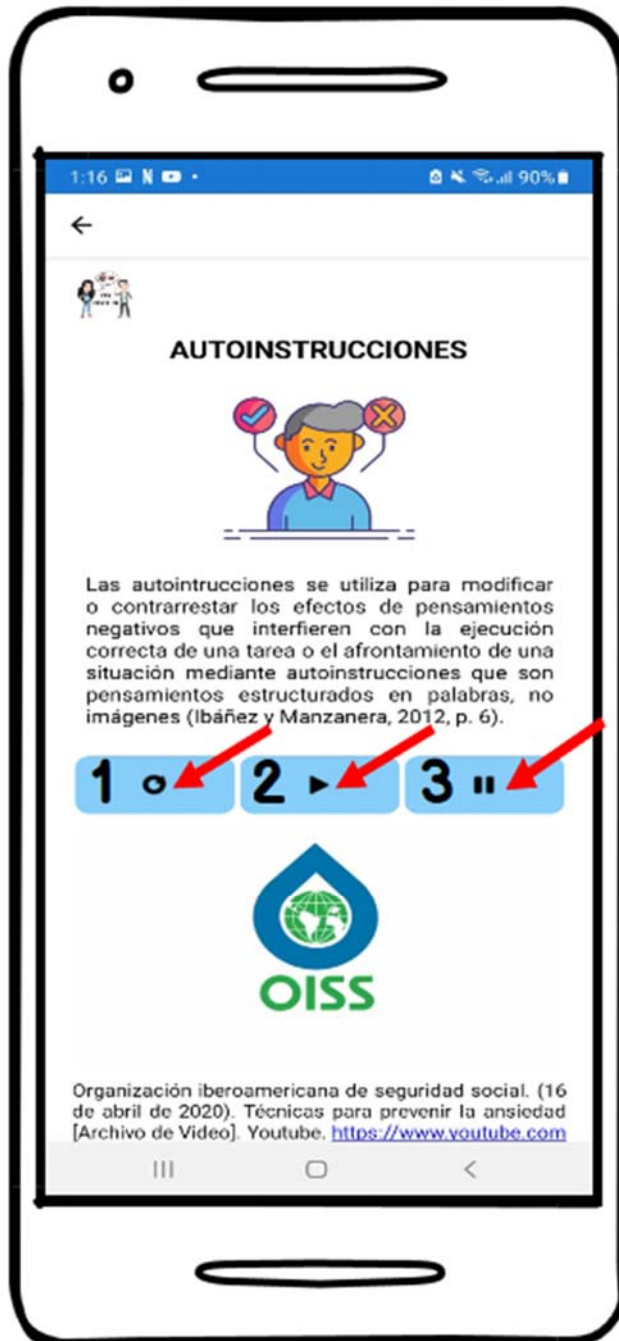 1:16 N
90%
AUTOINSTRUCCIONES
Las autointrucciones se utiliza para modificar
o contrarrestar los efectos de pensamientos
negativos que interfieren con la ejecución
correcta de una tarea o el afrontamiento de una
situación mediante autoinstrucciones que son
pensamientos estructurados en palabras, no
imágenes (Ibáñez y Manzanera, 2012, p. 6).
1 2 3
OISS
Organización iberoamericana de seguridad social. (16
de abril de 2020). Técnicas para prevenir la ansiedad
[Archivo de Video]. Youtube. https://www.youtube.com